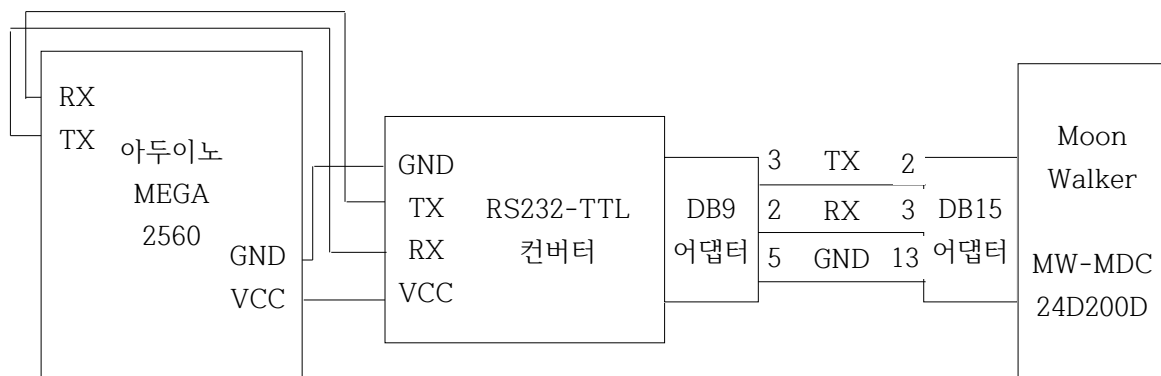 RX
TX
아두이노
MEGA
2560
GND
VCC
GND
TX
RX
VCC
RS232-TTL
컨버터
DB9
어댑터
3 TX 2
2 RX 3
5 GND 13
DB15
어댑터
Moon
Walker
MW-MDC
24D200D